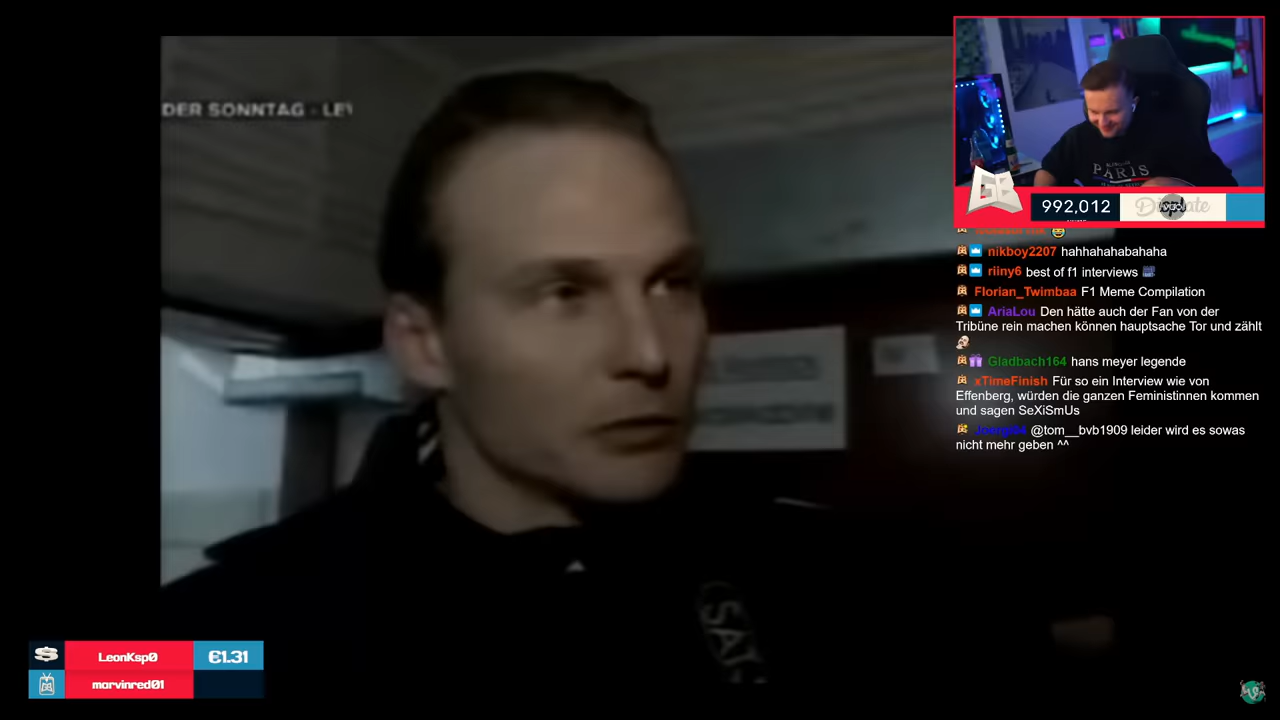 DER SONNTAG - LEV
PARIS
992,012
nikboy2207 hahhahahabahaha
riiny6 best of f1 interviews
Florian_Twimbaa F1 Meme Compilation
AriaLou Den hätte auch der Fan von der
Tribüne rein machen können hauptsache Tor und zählt
Gladbach164 hans meyer legende
xTimeFinish Für so ein Interview wie von
Effenberg, würden die ganzen Feministinnen kommen
und sagen SeXiSmUs
@tom__bvb1909 leider wird es sowas
nicht mehr geben ^^
SAT.
LeonKsp0 €1.31
marvinred01